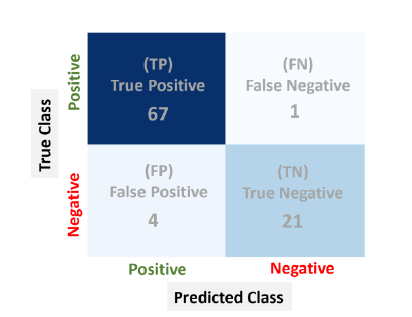 True Class
Positive
(TP)
True Positive
67
(FN)
False Negative
1
Negative
(FP)
False Positive
4
(TN)
True Negative
21
Positive
Negative
Predicted Class